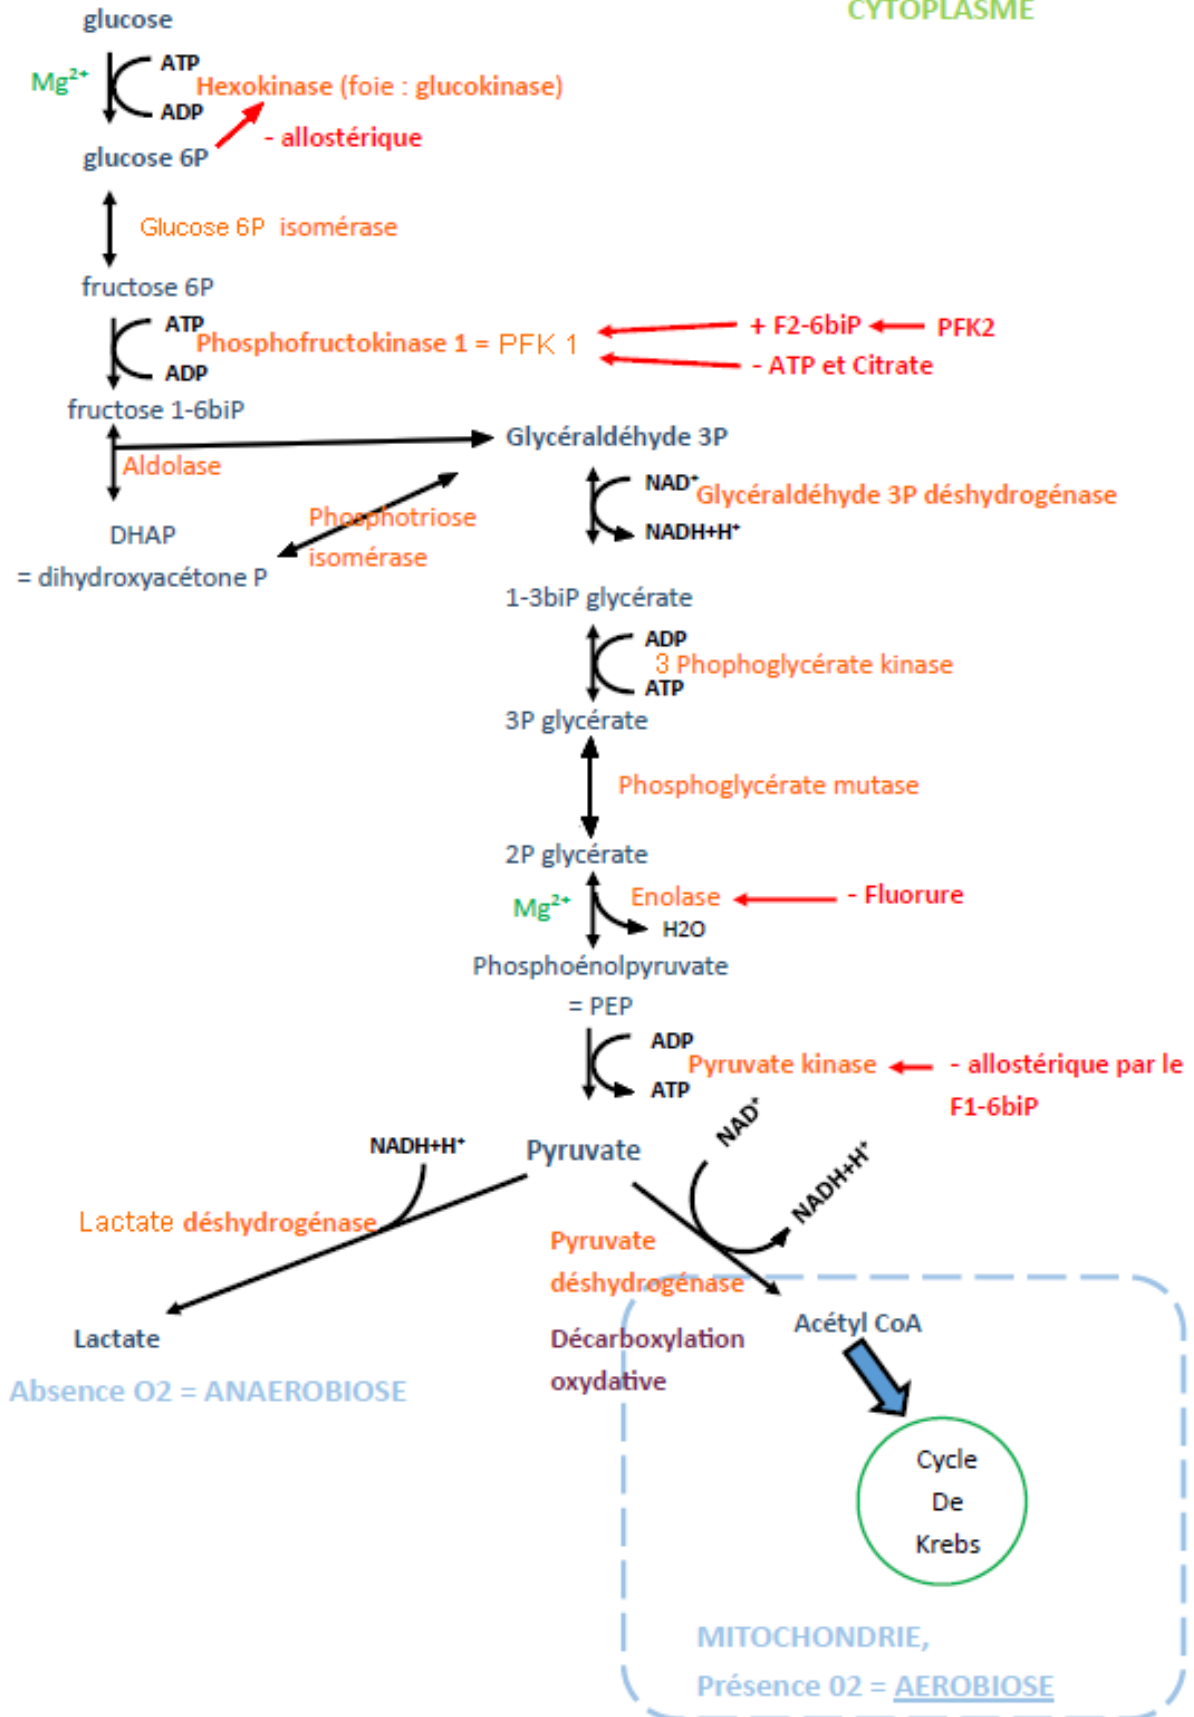 CYTOPLASME
glucose
Mg²⁺
ATP
Hexokinase (foie : glucokinase)
ADP
- allostérique
glucose 6P
Glucose 6P isomérase
fructose 6P
ATP
Phosphofructokinase 1 = PFK 1
ADP
+ F2-6biP
PFK2
- ATP et Citrate
fructose 1-6biP
Aldolase
Glycéraldéhyde 3P
DHAP
= dihydroxyacétone P
Phosphotriose
isomérase
NAD⁺
Glycéraldéhyde 3P déshydrogénase
NADH+H⁺
1-3biP glycérate
ADP
3 Phophoglycérate kinase
ATP
3P glycérate
Phosphoglycérate mutase
2P glycérate
Mg²⁺
Enolase
- Fluorure
H2O
Phosphoénolpyruvate
= PEP
ADP
Pyruvate kinase
ATP
- allostérique par le
F1-6biP
Pyruvate
NADH+H⁺
Lactate déshydrogénase
Lactate
Absence O2 = ANAEROBIOSE
NAD⁺
NADH+H⁺
Pyruvate
déshydrogénase
Décarboxylation
oxydative
Acétyl CoA
Cycle
De
Krebs
MITOCHONDRIE,
Présence 02 = AEROBIOSE